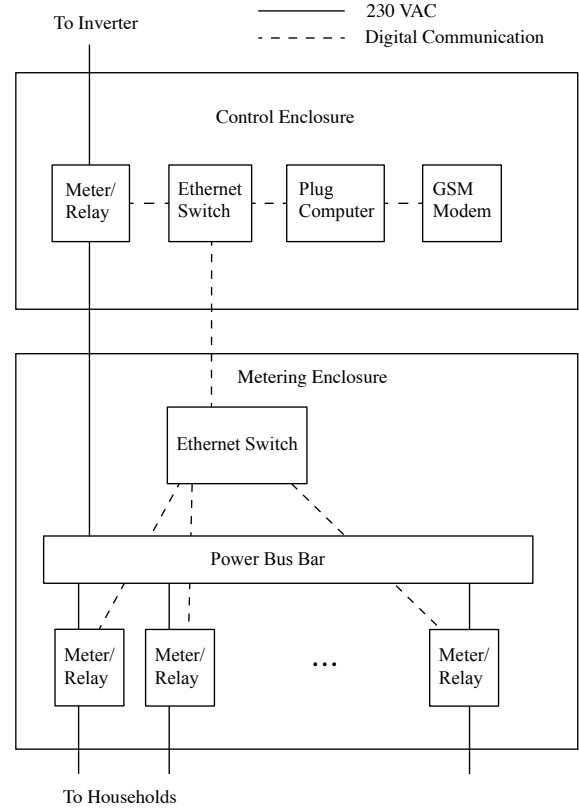 230 VAC
To Inverter
Digital Communication
Control Enclosure
Meter/
Relay
Ethernet
Switch
Plug
Computer
GSM
Modem
Metering Enclosure
Ethernet Switch
Power Bus Bar
Meter/
Relay
Meter/
Relay
...
Meter/
Relay
To Households